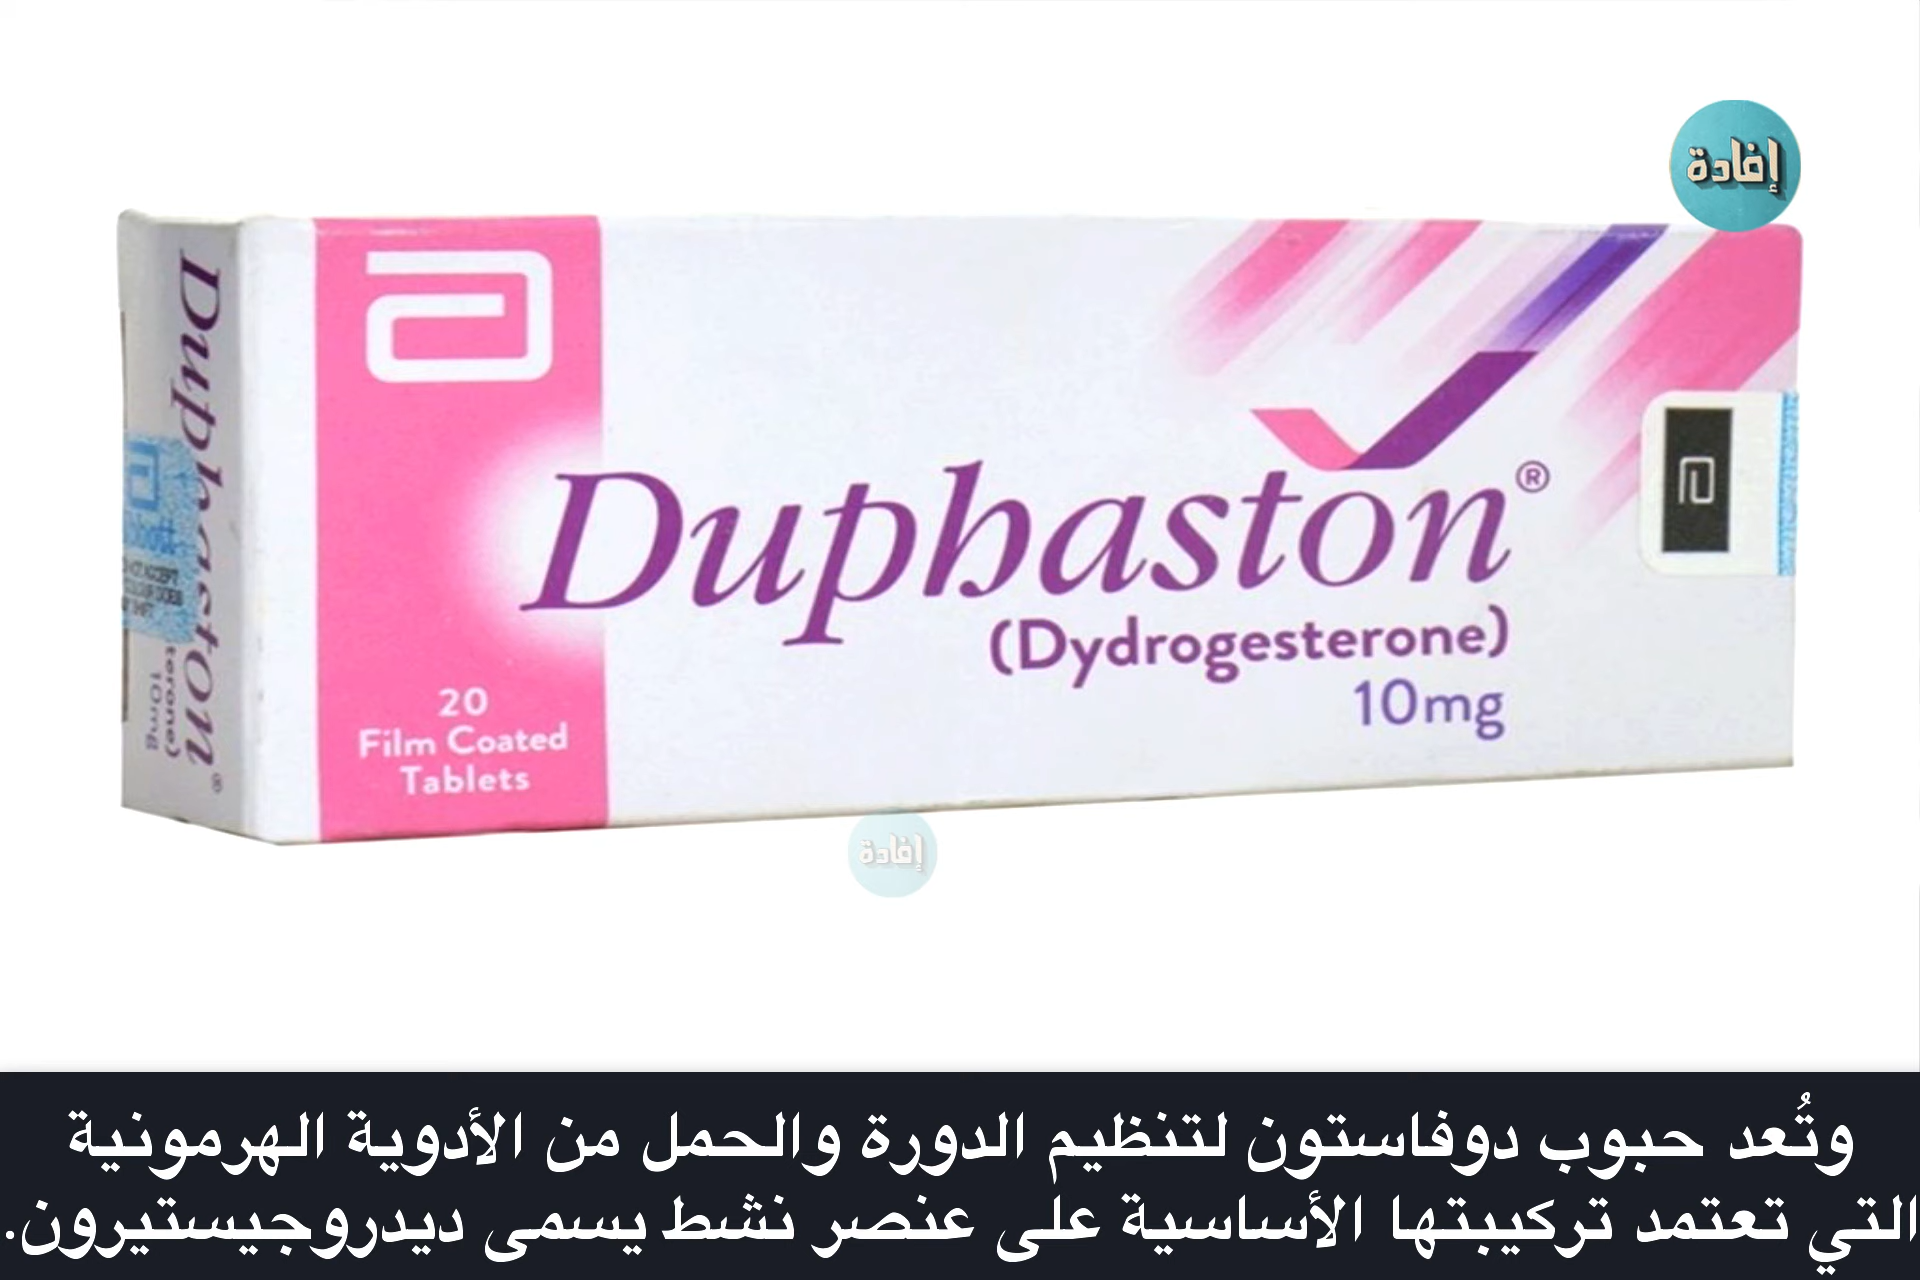 إفادة
Duphaston®
(Dydrogesterone)
10mg
20
Film Coated
Tablets
Duphaston®
10mg
إفادة
وتُعد حبوب دوفاستون لتنظيم الدورة والحمل من الأدوية الهرمونية
التي تعتمد تركيبتها الأساسية على عنصر نشط يسمى ديدروجيستيرون.